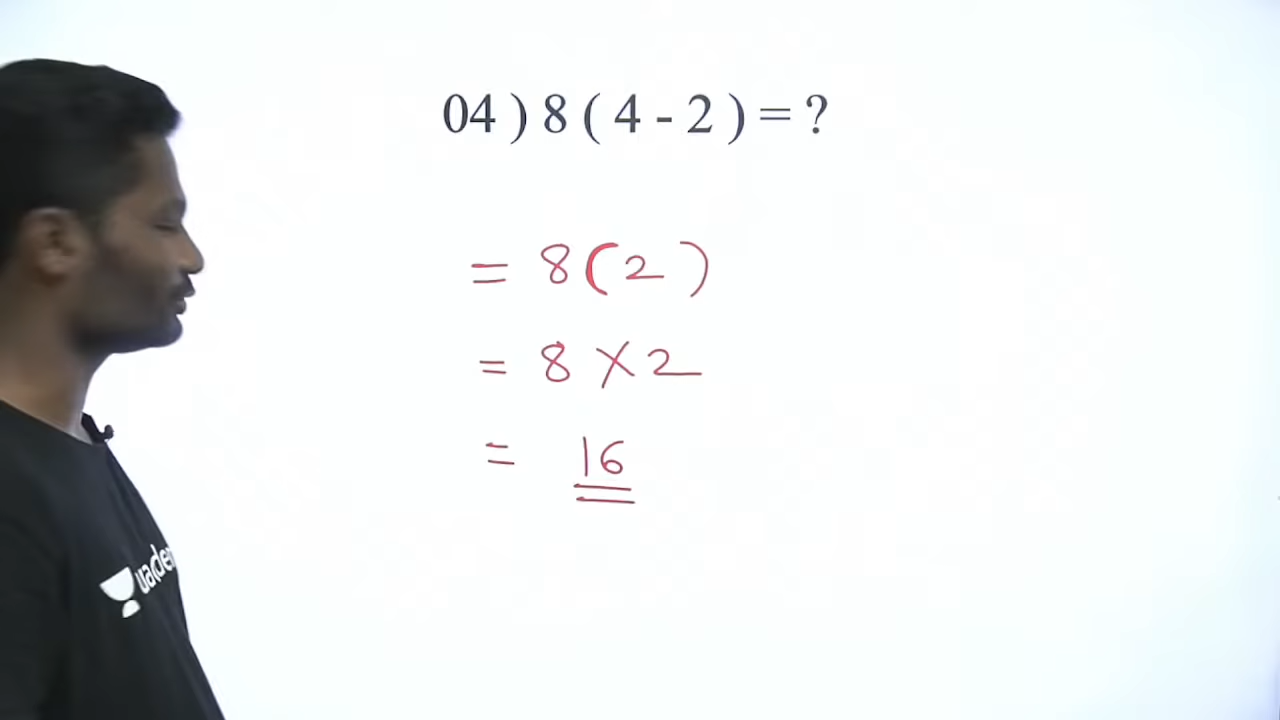 04 ) 8 ( 4 - 2 ) = ?
= 8 ( 2 )
= 8 X 2
= 16